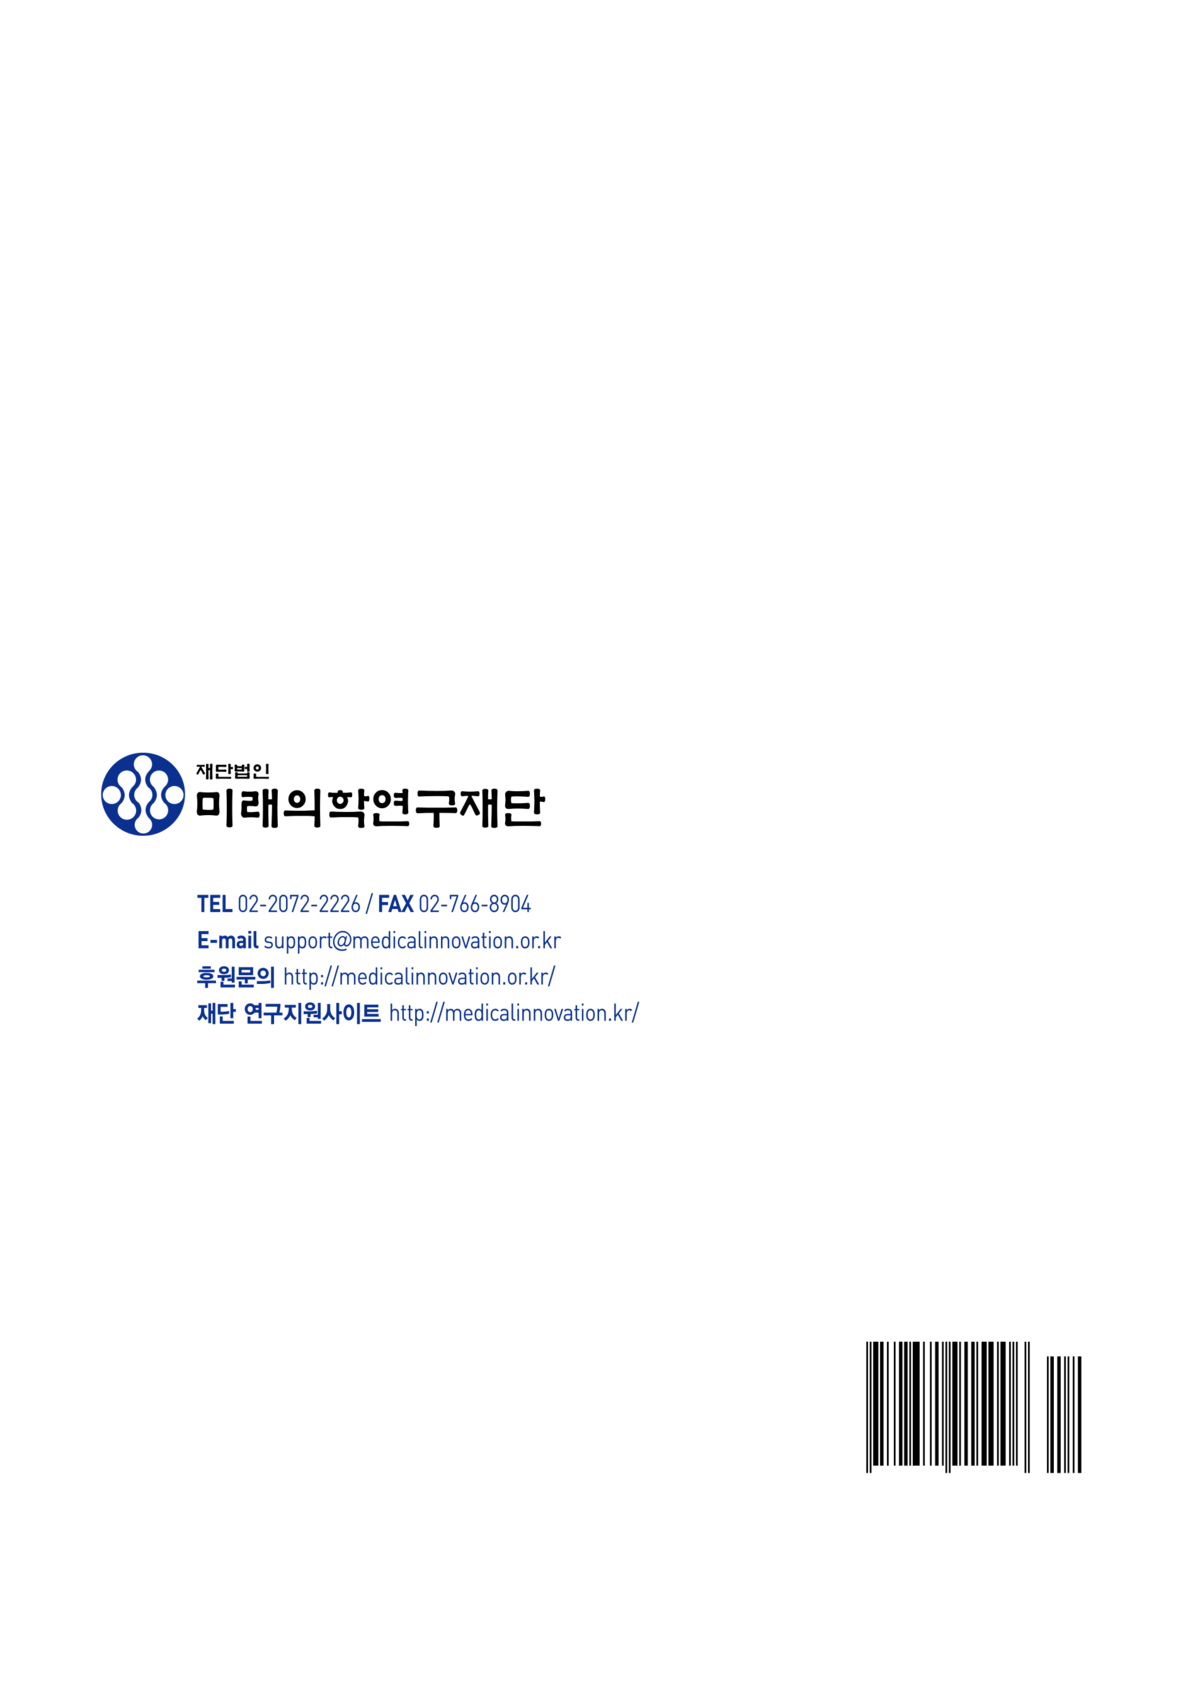 재단법인
미래의학연구재단
TEL 02-2072-2226 / FAX 02-766-8904
E-mail support@medicalinnovation.or.kr
후원문의 http://medicalinnovation.or.kr/
재단 연구지원사이트 http://medicalinnovation.kr/